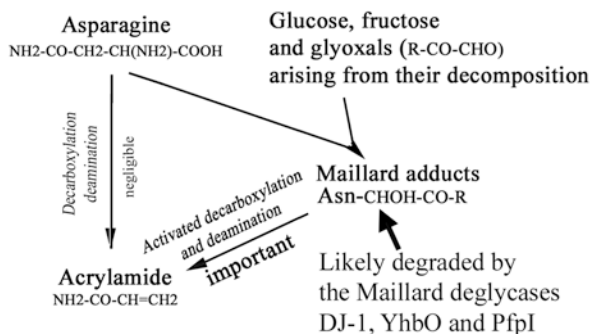 Asparagine
NH2-CO-CH2-CH(NH2)-COOH
Glucose, fructose
and glyoxals (R-CO-CHO)
arising from their decomposition
Decarboxylation
deamination
negligible
Maillard adducts
Asn-CHOH-CO-R
Activated decarboxylation
and deamination
important
Acrylamide
NH2-CO-CH=CH2
Likely degraded by
the Maillard deglycases
DJ-1, YhbO and PfpI